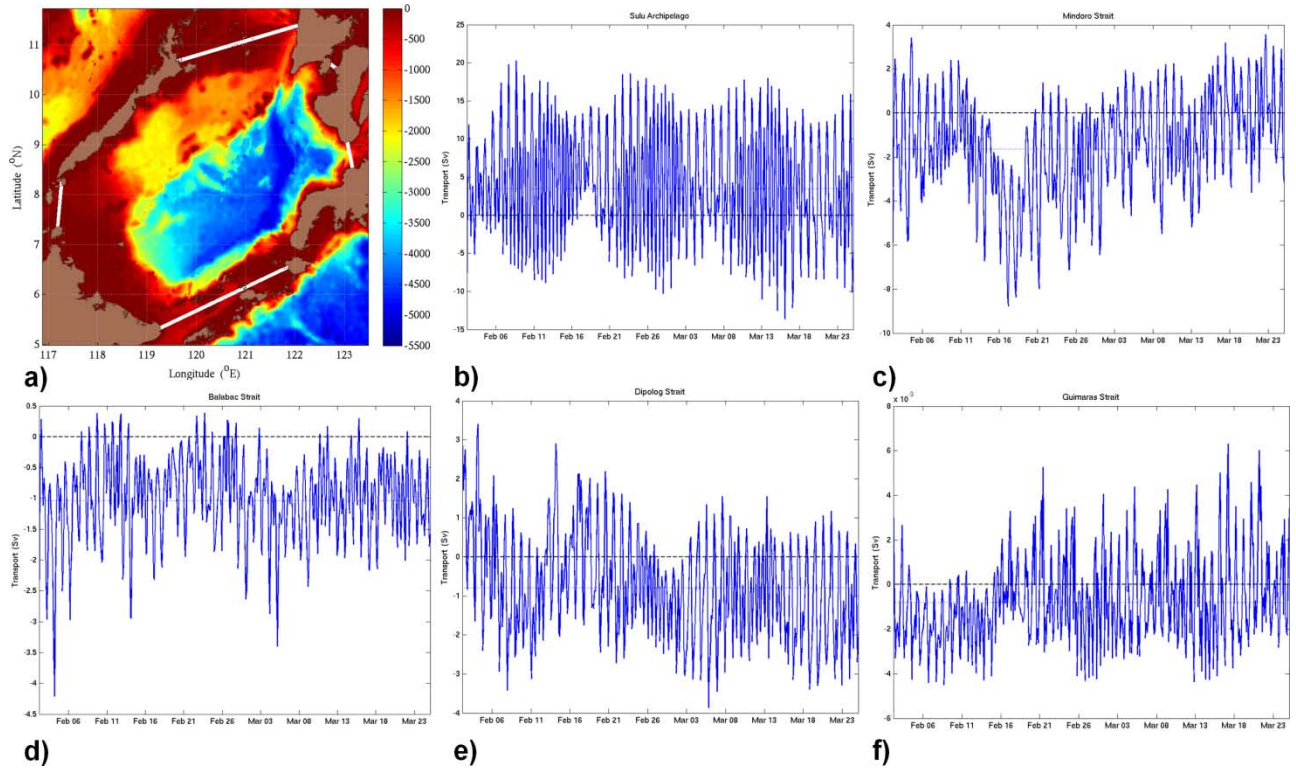 11
10
9
8
7
6
5
Latitude (°N)
117 118 119 120 121 122 123
Longitude (°E)
0
-500
-1000
-1500
-2000
-2500
-3000
-3500
-4000
-4500
-5000
-5500
a)
Sulu Archipelago
25
20
15
10
5
0
-5
-10
-15
Transport (Sv)
Feb 06 Feb 11 Feb 16 Feb 21 Feb 26 Mar 03 Mar 08 Mar 13 Mar 18 Mar 23
b)
Mindoro Strait
4
2
0
-2
-4
-6
-8
-10
Transport (Sv)
Feb 06 Feb 11 Feb 16 Feb 21 Feb 26 Mar 03 Mar 08 Mar 13 Mar 18 Mar 23
c)
Balabac Strait
0.5
0
-0.5
-1
-1.5
-2
-2.5
-3
-3.5
-4
-4.5
Transport (Sv)
Feb 06 Feb 11 Feb 16 Feb 21 Feb 26 Mar 03 Mar 08 Mar 13 Mar 18 Mar 23
d)
Dipolog Strait
4
3
2
1
0
-1
-2
-3
-4
Transport (Sv)
Feb 06 Feb 11 Feb 16 Feb 21 Feb 26 Mar 03 Mar 08 Mar 13 Mar 18 Mar 23
e)
Guimaras Strait
x 10⁻³
8
6
4
2
0
-2
-4
-6
Transport (Sv)
Feb 06 Feb 11 Feb 16 Feb 21 Feb 26 Mar 03 Mar 08 Mar 13 Mar 18 Mar 23
f)